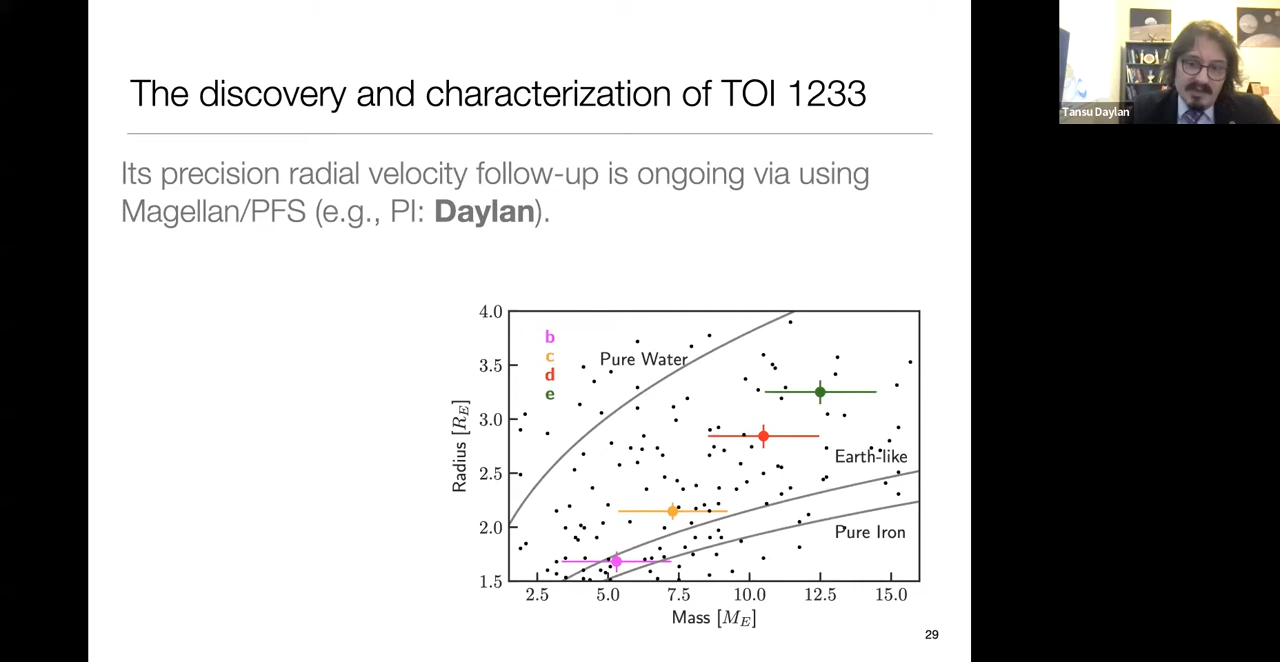 The discovery and characterization of TOI 1233
Tansu Daylan
Its precision radial velocity follow-up is ongoing via using
Magellan/PFS (e.g., PI: Daylan).
4.0
3.5
3.0
2.5
2.0
1.5
Radius [R_E]
b
c
d
e
Pure Water
Earth-like
Pure Iron
2.5
5.0
7.5
10.0
12.5
15.0
Mass [M_E]
29